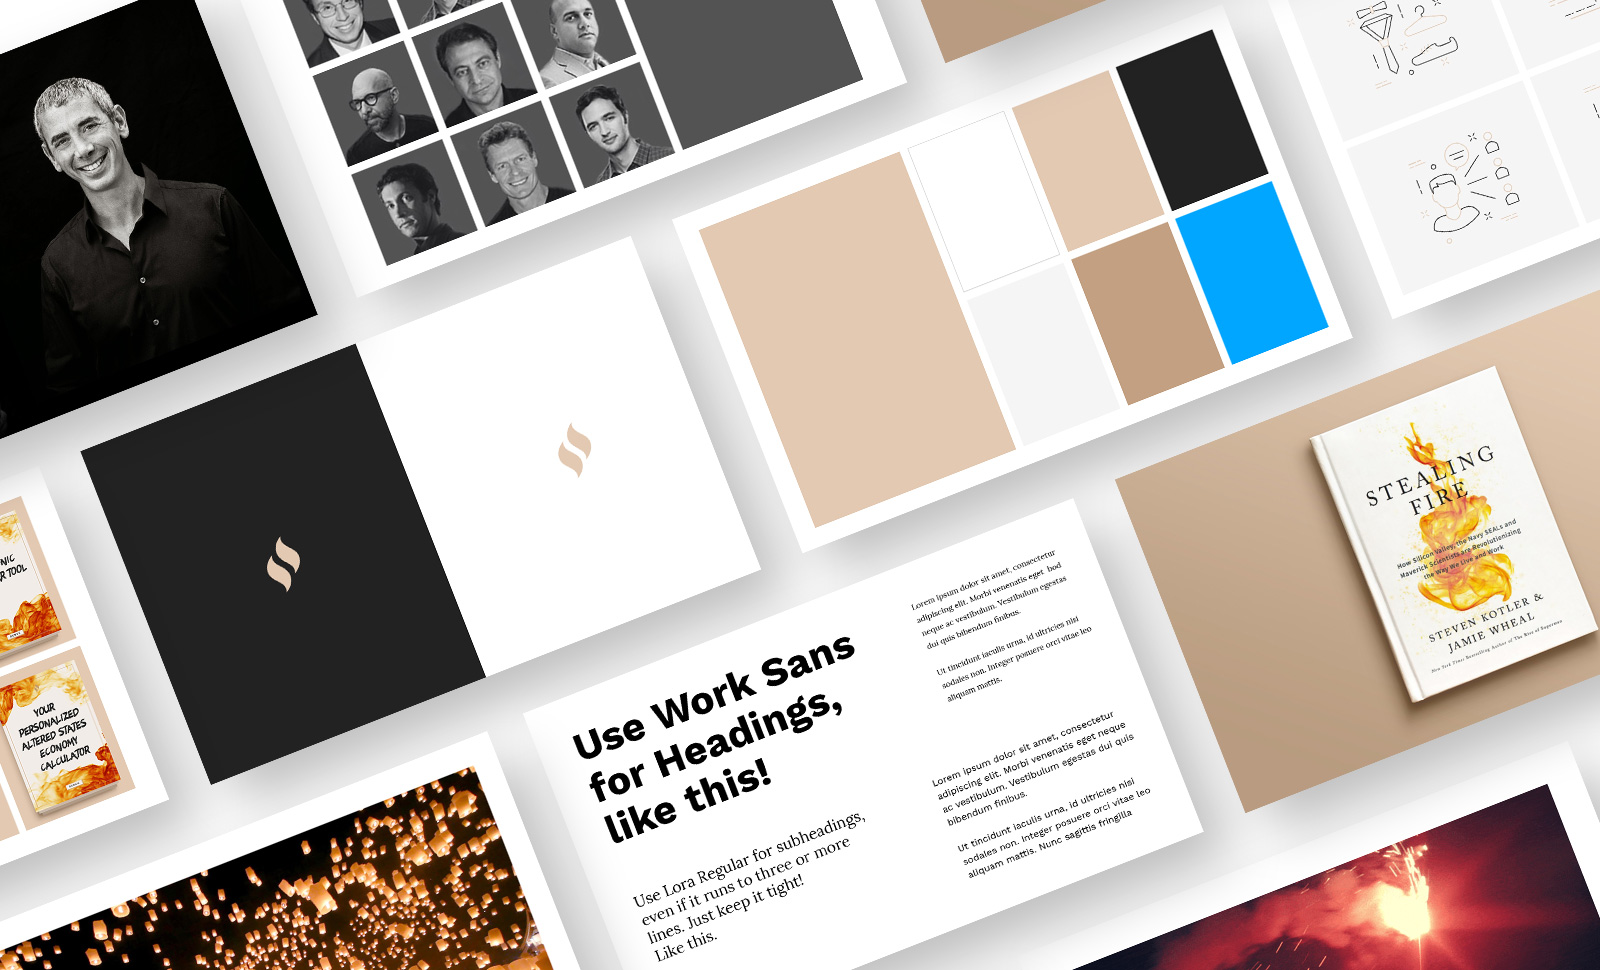 NIC
R TOOL
YOUR
PERSONALIZED
ALTERED STATES
ECONOMY
CALCULATOR
Use Work Sans
for Headings,
like this!
Use Lora Regular for subheadings,
even if it runs to three or more
lines. Just keep it tight!
Like this.
Lorem ipsum dolor sit amet, consectetur
adipiscing elit. Morbi venenatis eget bod
neque ac vestibulum. Vestibulum egestas
dui quis bibendum finibus.
Ut tincidunt iaculis urna, id ultricies nisi
sodales non. Integer posuere orci vitae leo
aliquam mattis.
Lorem ipsum dolor sit amet, consectetur
adipiscing elit. Morbi venenatis eget neque
ac vestibulum. Vestibulum egestas dui quis
bibendum finibus.
Ut tincidunt iaculis urna, id ultricies nisi
sodales non. Integer posuere orci vitae leo
aliquam mattis. Nunc sagittis fringilla
STEALING
FIRE
How Silicon Valley, the Navy SEALs and
Maverick Scientists are Revolutionizing
the Way We Live and Work
STEVEN KOTLER &
JAMIE WHEAL
New York Times Bestselling Author of The Rise of Superman